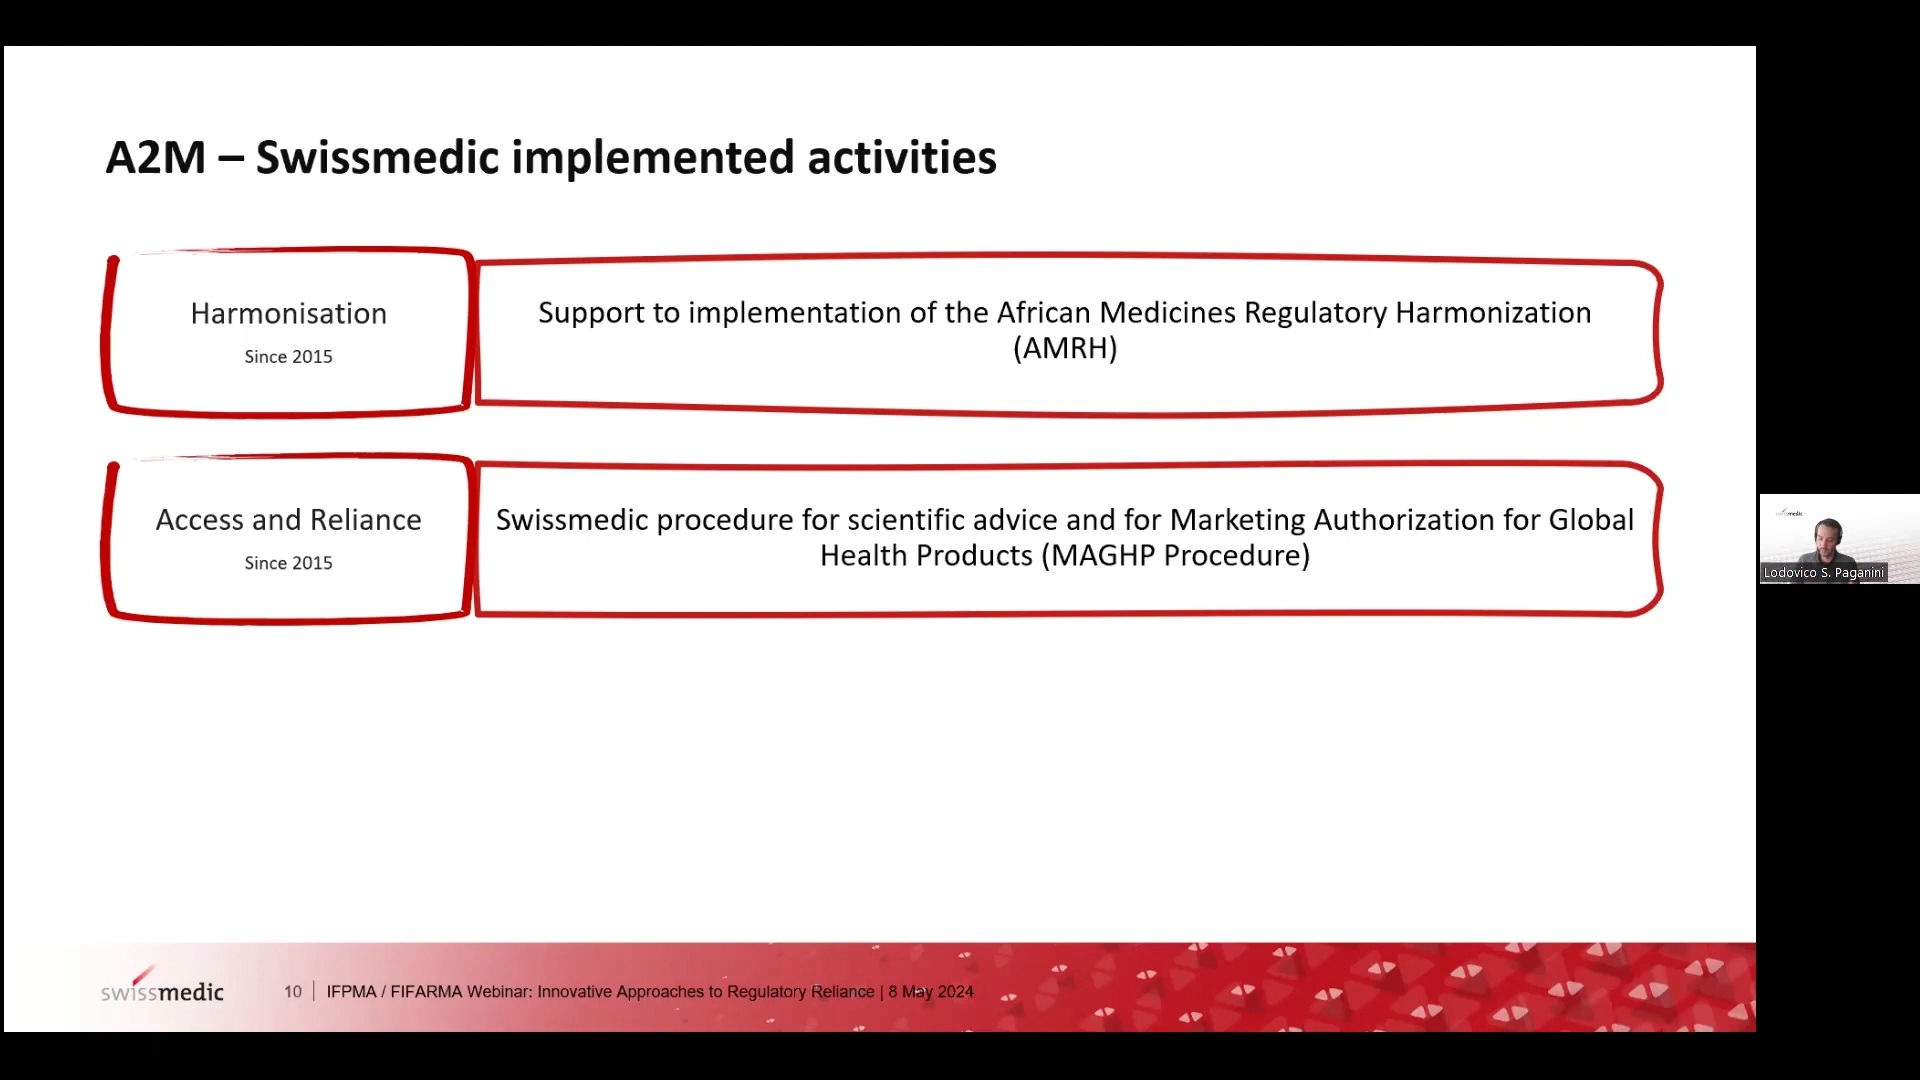 A2M – Swissmedic implemented activities
Harmonisation
Since 2015
Support to implementation of the African Medicines Regulatory Harmonization
(AMRH)
Access and Reliance
Since 2015
Swissmedic procedure for scientific advice and for Marketing Authorization for Global
Health Products (MAGHP Procedure)
swissmedic
Lodovico S. Paganini
swissmedic
10 | IFPMA / FIFARMA Webinar: Innovative Approaches to Regulatory Reliance | 8 May 2024